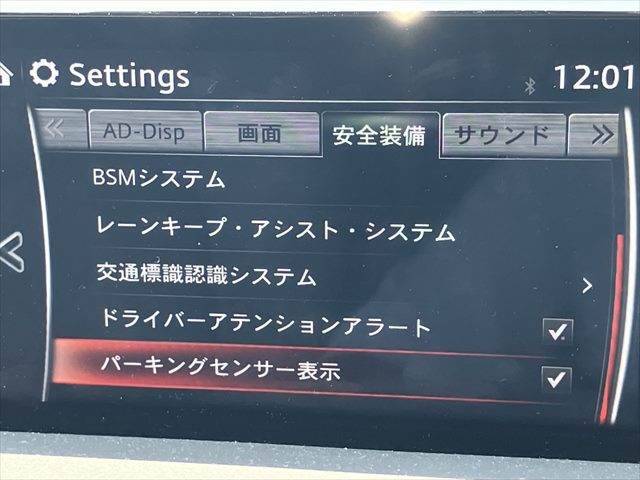 Settings
12:01
AD-Disp
画面
安全装備
サウンド
BSMシステム
レーンキープ・アシスト・システム
交通標識認識システム
ドライバーアテンションアラート
パーキングセンサー表示